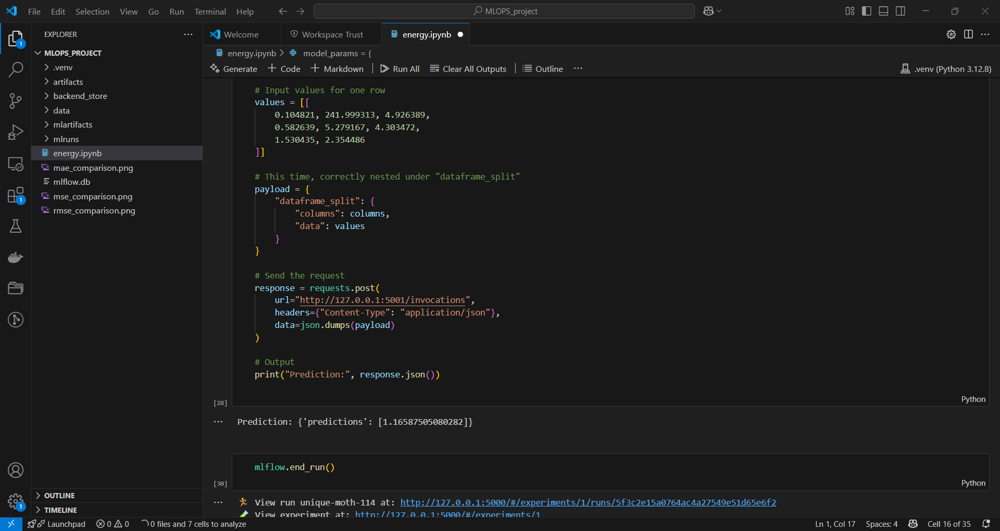 File Edit Selection View Go Run Terminal Help
MLOPS_project
EXPLORER
MLOPS_PROJECT
.venv
artifacts
backend_store
data
mlartifacts
mlruns
energy.ipynb
mae_comparison.png
mlflow.db
mse_comparison.png
rmse_comparison.png
OUTLINE
TIMELINE
1
1
1
Welcome
Workspace Trust
energy.ipynb
energy.ipynb > model_params = {
Generate + Code + Markdown Run All Clear All Outputs Outline ...
.venv (Python 3.12.8)
# Input values for one row
values = [[
0.104821, 241.999313, 4.926389,
0.582639, 5.279167, 4.303472,
1.530435, 2.354486
]]
# This time, correctly nested under "dataframe_split"
payload = {
"dataframe_split": {
"columns": columns,
"data": values
}
}
# Send the request
response = requests.post(
url="http://127.0.0.1:5001/invocations",
headers={"Content-Type": "application/json"},
data=json.dumps(payload)
)
# Output
print("Prediction:", response.json())
[28]
Python
Prediction: {'predictions': [1.16587505080282]}
mlflow.end_run()
[30]
Python
View run unique-moth-114 at: http://127.0.0.1:5000/#/experiments/1/runs/5f3c2e15a0764ac4a27549e51d65e6f2
View experiment at: http://127.0.0.1:5000/#/experiments/1
Launchpad 0 0 0 files and 7 cells to analyze
Ln 1, Col 17 Spaces: 4 Cell 16 of 35